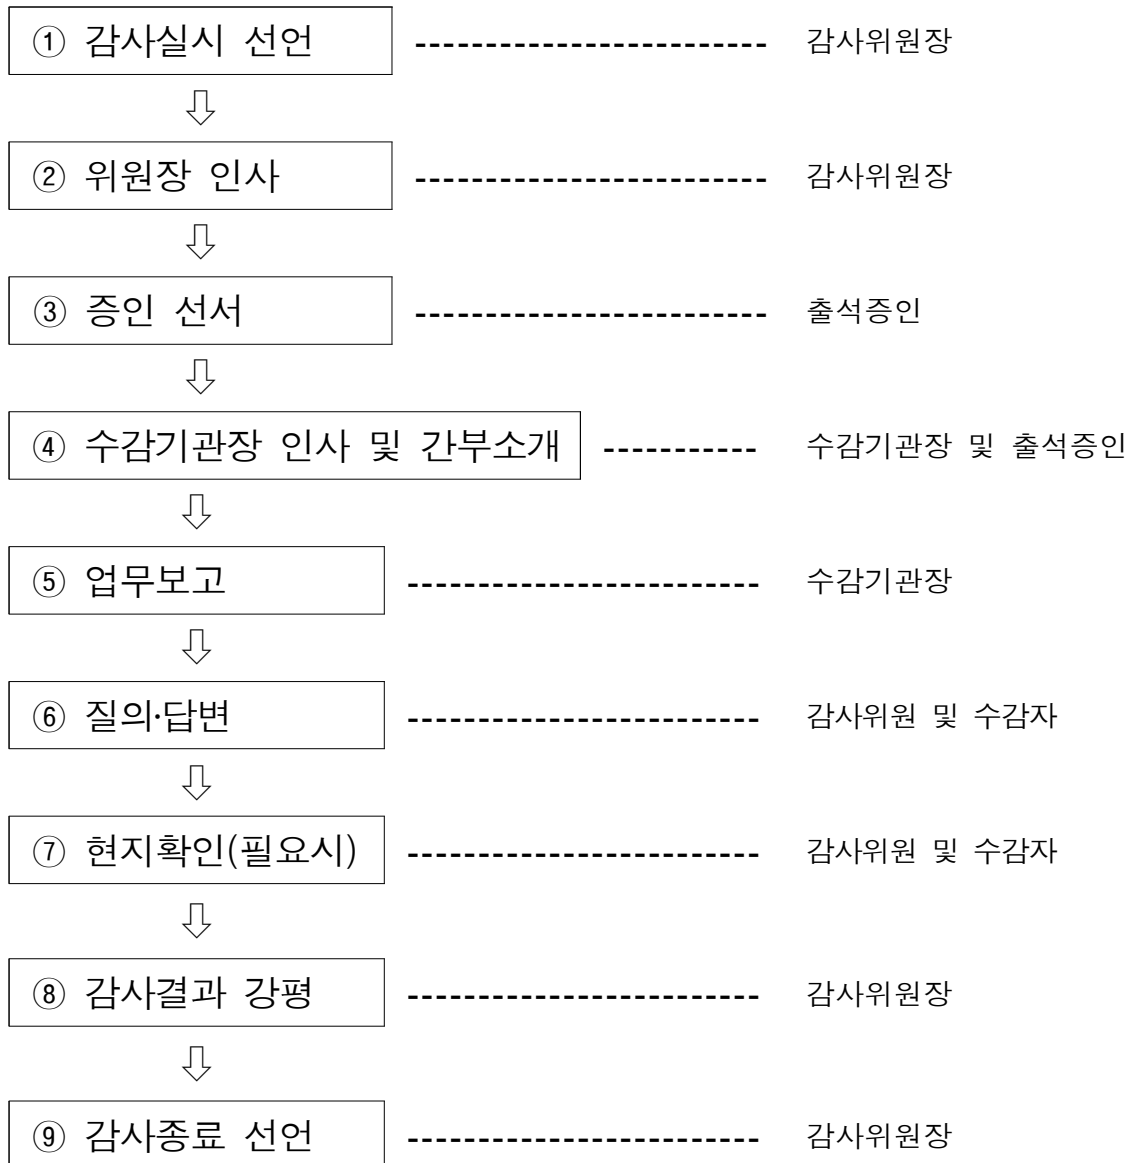 ① 감사실시 선언 ------------------------- 감사위원장
⇩
② 위원장 인사 ------------------------- 감사위원장
⇩
③ 증인 선서 ------------------------- 출석증인
⇩
④ 수감기관장 인사 및 간부소개 ----------- 수감기관장 및 출석증인
⇩
⑤ 업무보고 ------------------------- 수감기관장
⇩
⑥ 질의·답변 ------------------------- 감사위원 및 수감자
⇩
⑦ 현지확인(필요시) ------------------------- 감사위원 및 수감자
⇩
⑧ 감사결과 강평 ------------------------- 감사위원장
⇩
⑨ 감사종료 선언 ------------------------- 감사위원장